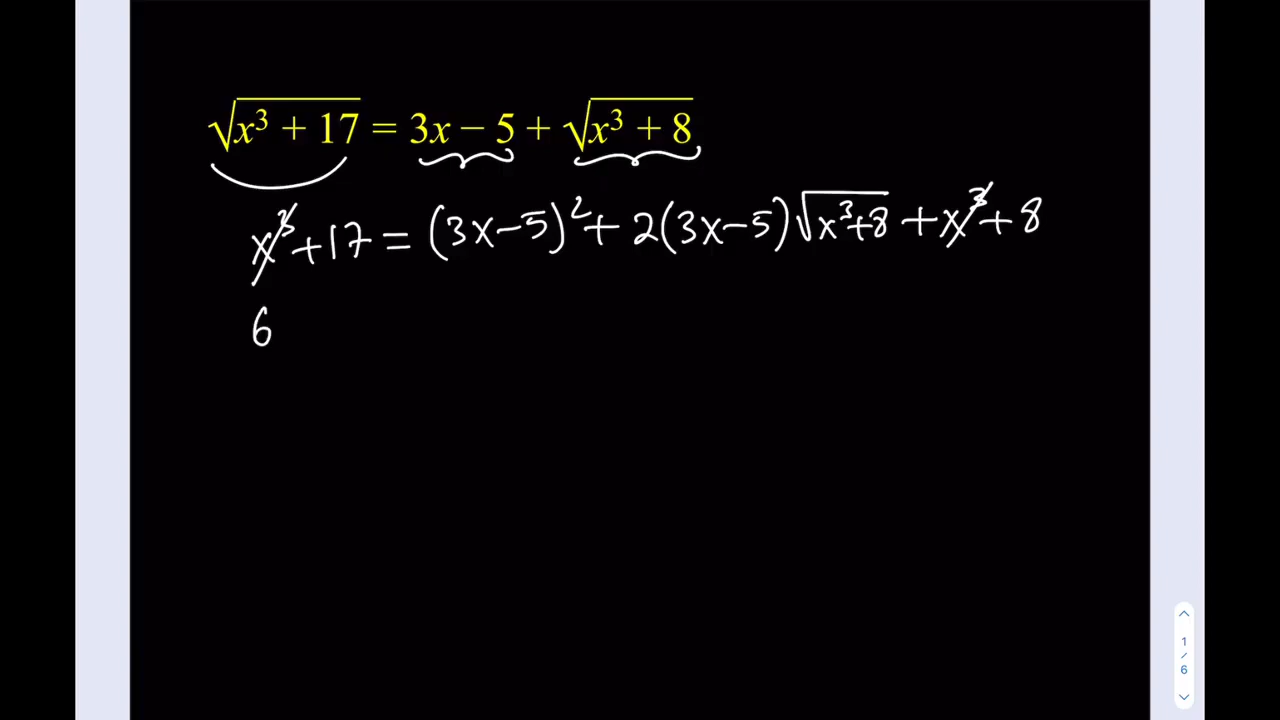 √(x³ + 17) = 3x − 5 + √(x³ + 8)
x³ + 17 = (3x − 5)² + 2(3x − 5)√(x³ + 8) + x³ + 8
6
1
/
6